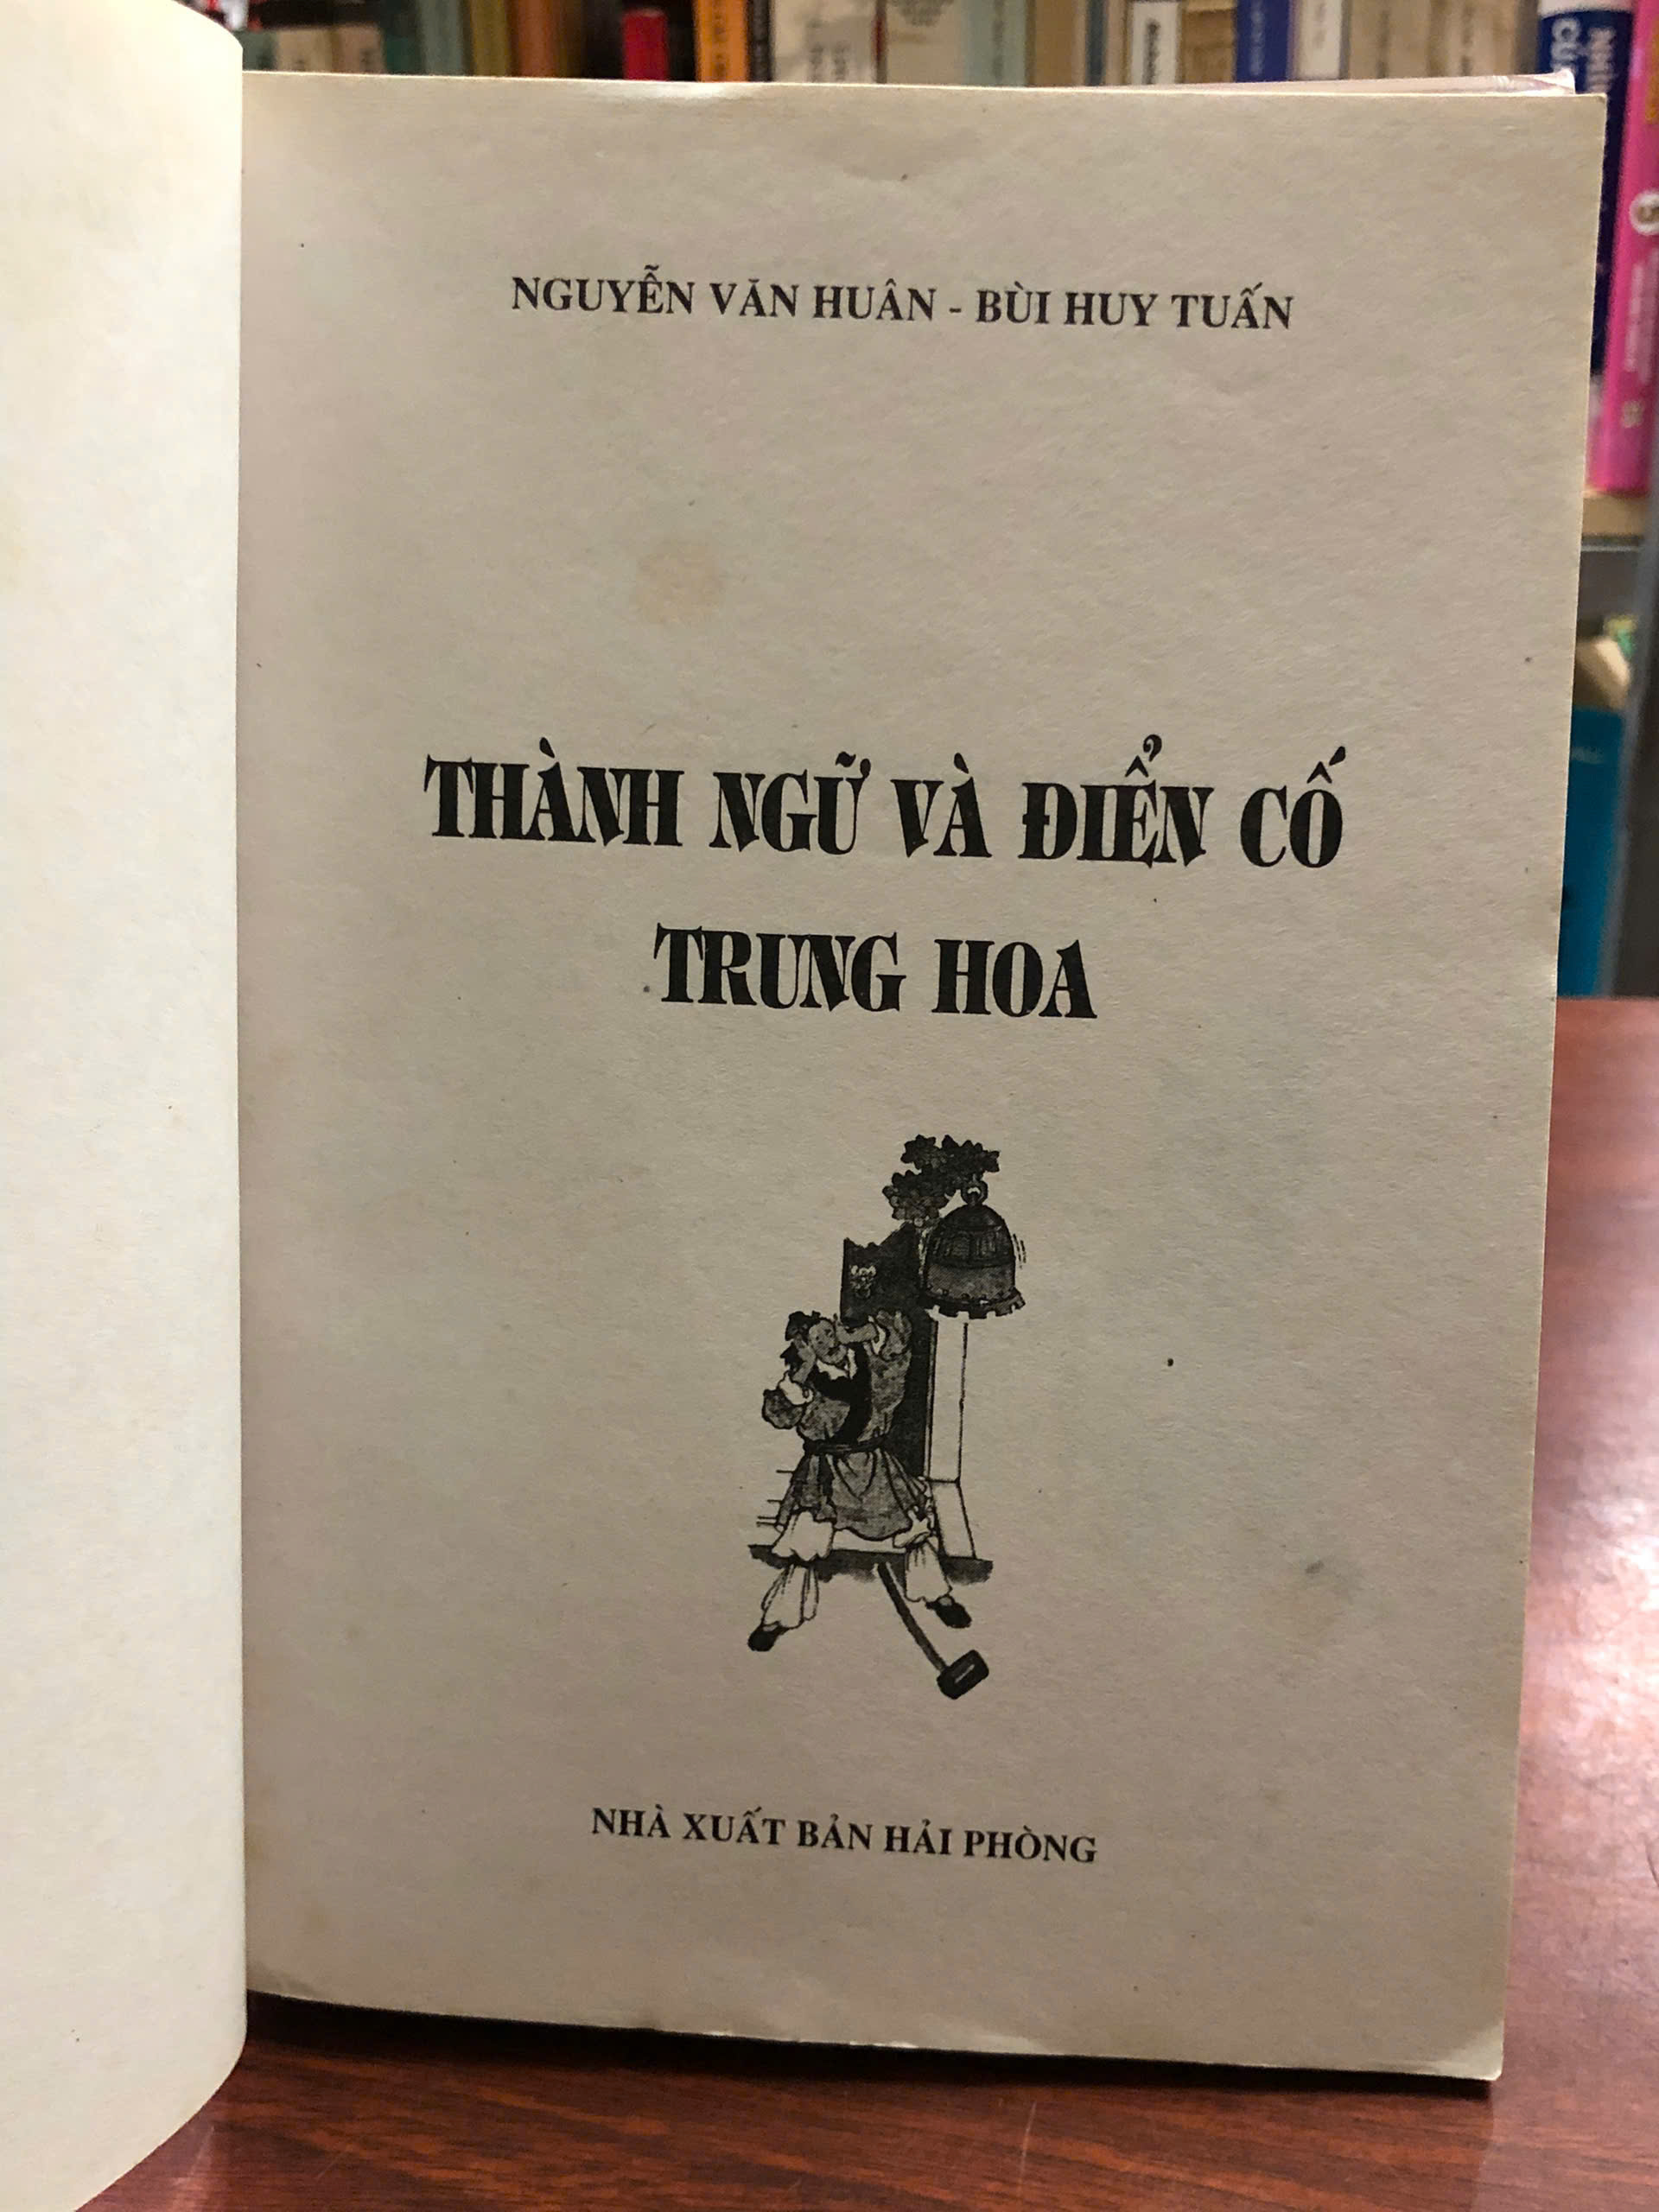 NGUYỄN VĂN HUÂN - BÙI HUY TUẤN
THÀNH NGỮ VÀ ĐIỂN CỐ
TRUNG HOA
NHÀ XUẤT BẢN HẢI PHÒNG